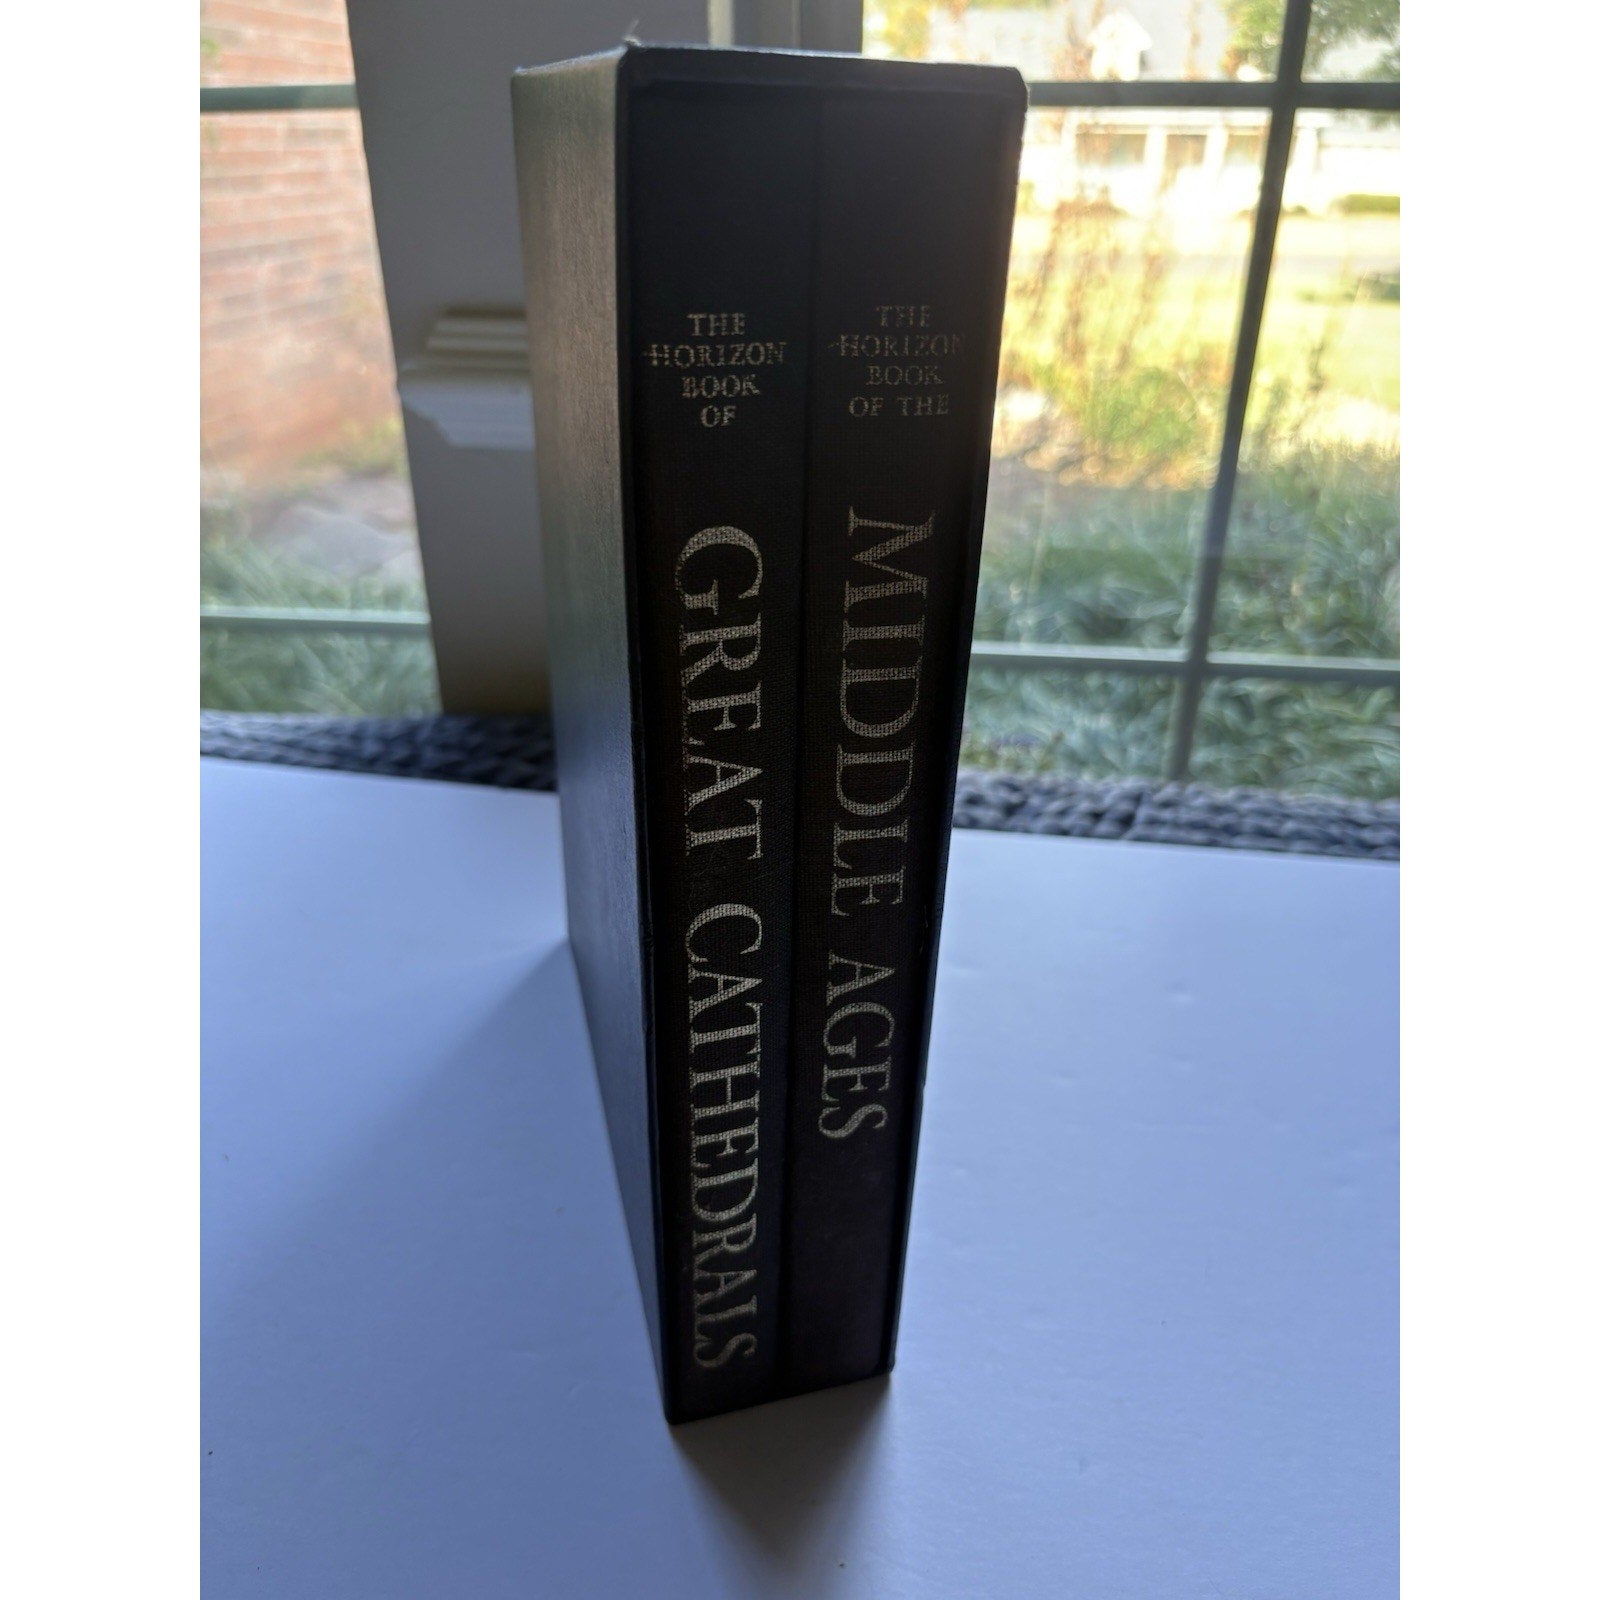 THE
HORIZON
BOOK
OF
GREAT CATHEDRALS
THE
HORIZON
BOOK
OF THE
MIDDLE AGES